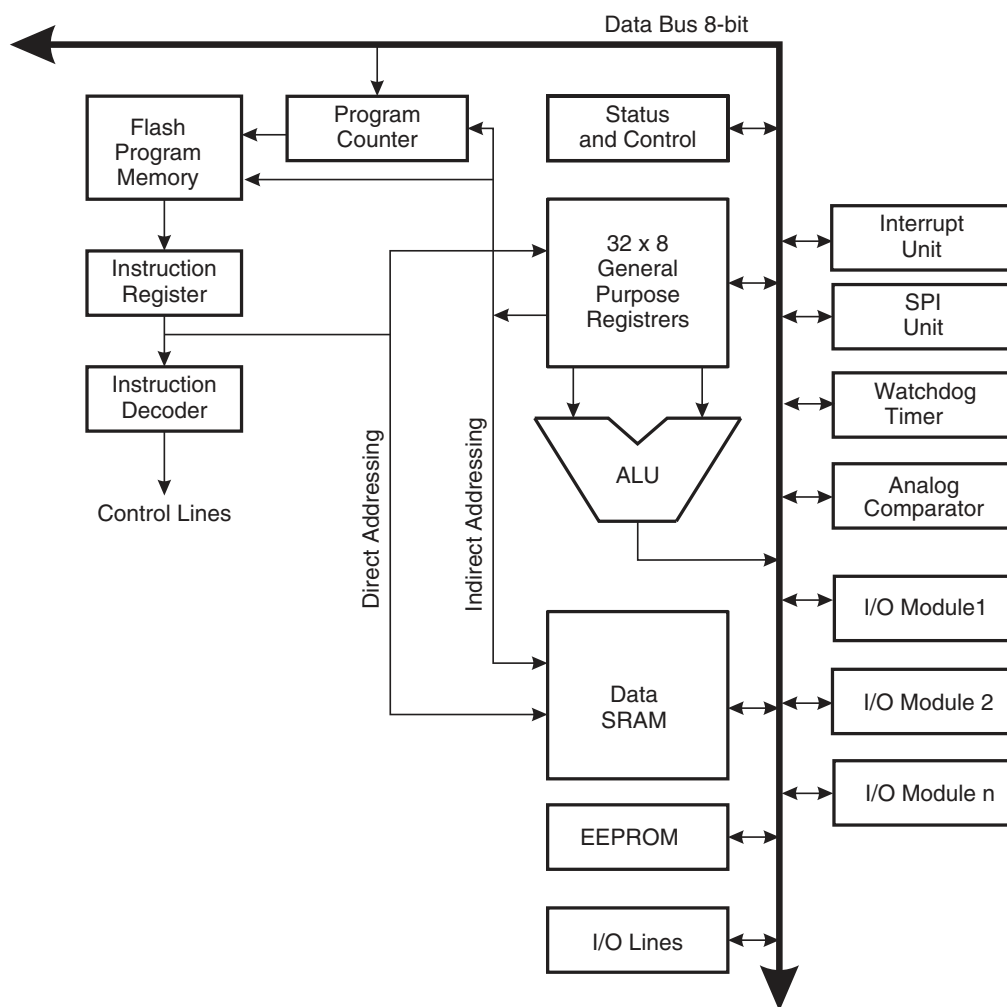 Data Bus 8-bit
Flash
Program
Memory
Program
Counter
Status
and Control
Interrupt
Unit
32 x 8
General
Purpose
Registrers
Instruction
Register
SPI
Unit
Instruction
Decoder
Watchdog
Timer
Direct Addressing
Indirect Addressing
ALU
Analog
Comparator
Control Lines
I/O Module1
Data
SRAM
I/O Module 2
I/O Module n
EEPROM
I/O Lines